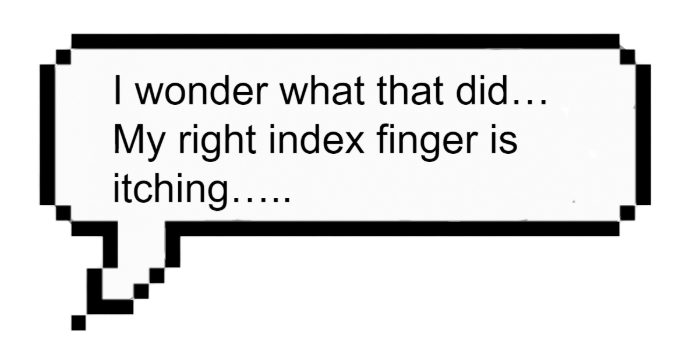 I wonder what that did…
My right index finger is
itching…..